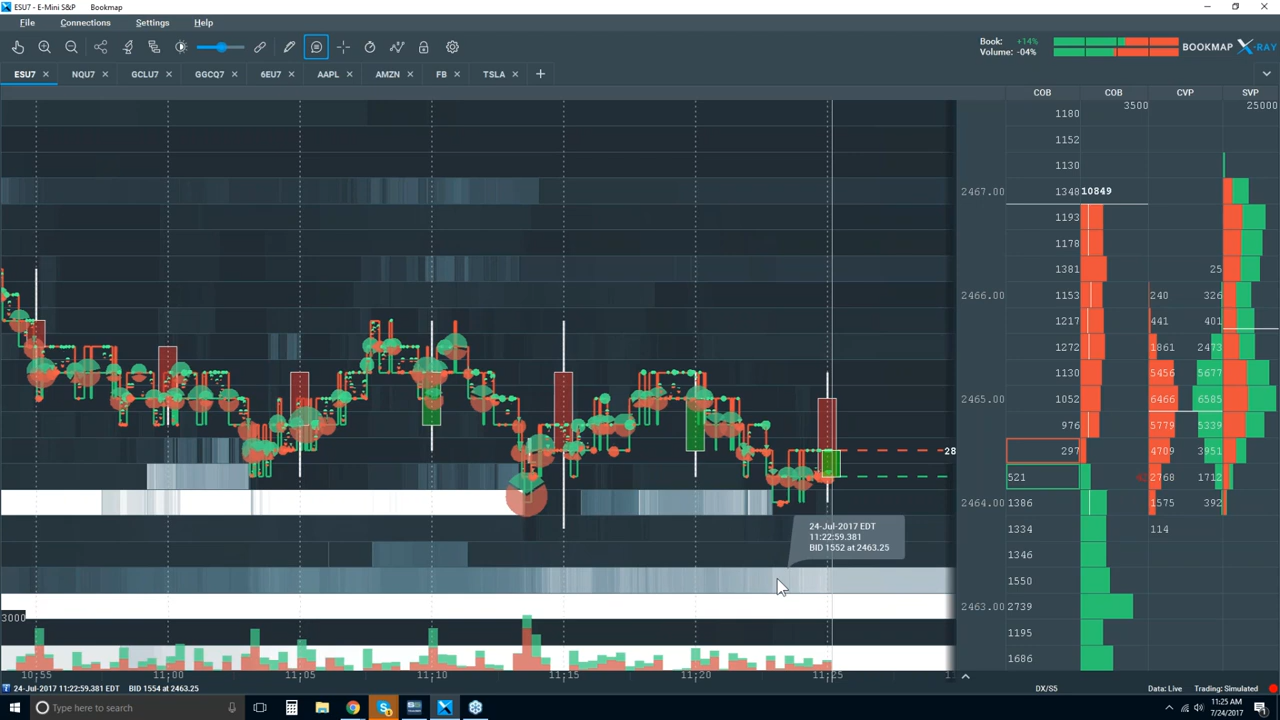 ESU7 - E-Mini S&P Bookmap
File Connections Settings Help
Book: +14%
Volume: -04%
BOOKMAP X-RAY
ESU7 × NQU7 × GCLU7 × GGCQ7 × 6EU7 × AAPL × AMZN × FB × TSLA × +
COB COB CVP SVP
3500 25000
1180
1152
1130
2467.00 1348 10849
1193
1178
1381 25
2466.00 1153 240 326
1217 441 401
1272 1861 2473
1130 5456 5677
2465.00 1052 6466 6585
976 5779 5339
28 297 4709 3951
521 2768 1712
2464.00 1386 1575 392
24-Jul-2017 EDT
11:22:59.381
BID 1552 at 2463.25
1334 114
1346
1550
2463.00 2739
3000
1195
1686
10:55 11:00 11:05 11:10 11:15 11:20 11:25
24-Jul-2017 11:22:59.381 EDT BID 1554 at 2463.25
DX/S5 Data: Live Trading: Simulated
Type here to search
11:25 AM
7/24/2017